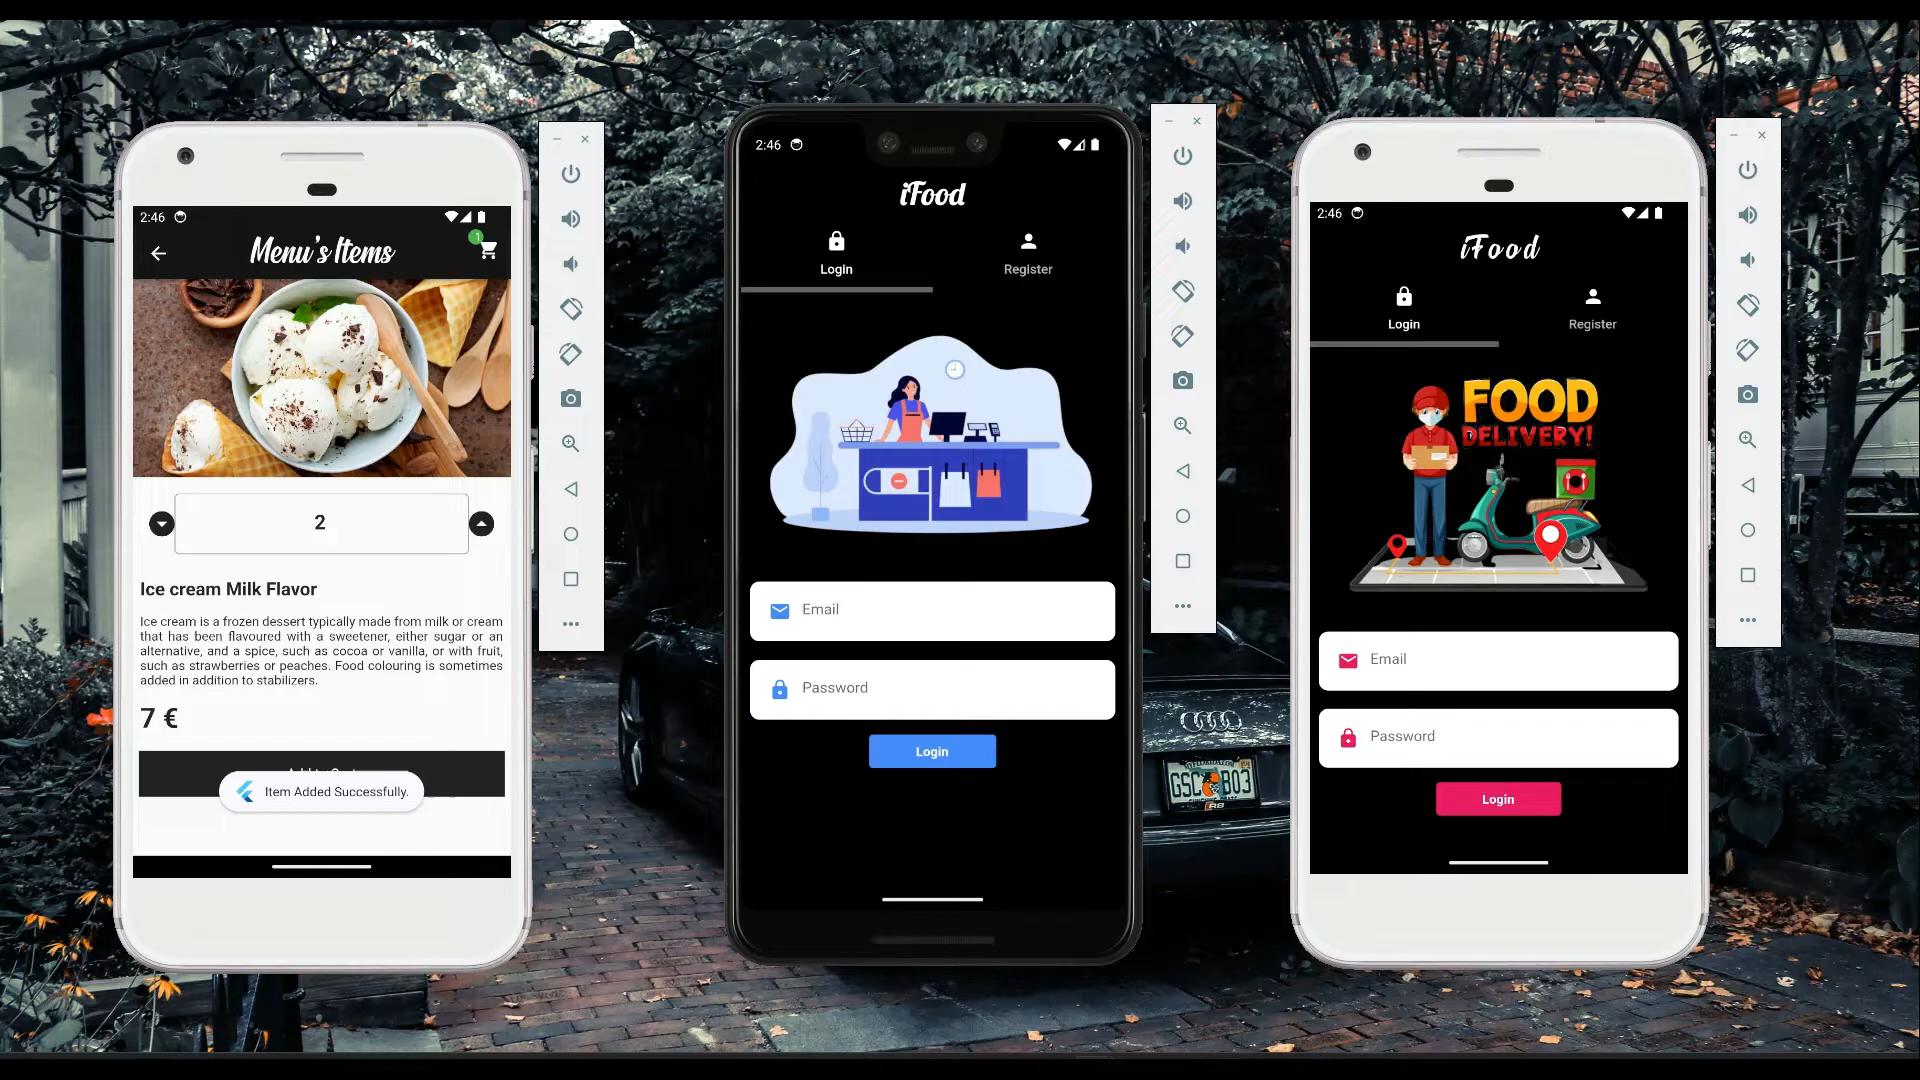 2:46
Menu's Items
1
2
Ice cream Milk Flavor
Ice cream is a frozen dessert typically made from milk or cream
that has been flavoured with a sweetener, either sugar or an
alternative, and a spice, such as cocoa or vanilla, or with fruit,
such as strawberries or peaches. Food colouring is sometimes
added in addition to stabilizers.
7 €
Item Added Successfully.
2:46
iFood
Login
Register
Email
Password
Login
GSC B03
R8
2:46
iFood
Login
Register
FOOD
DELIVERY!
Email
Password
Login